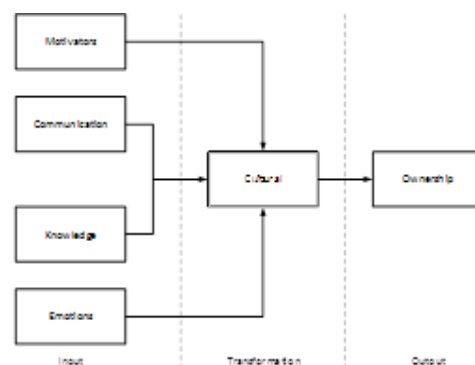 Motivators
Communication
Cultural
Ownership
Knowledge
Emotions
Input
Transformation
Output